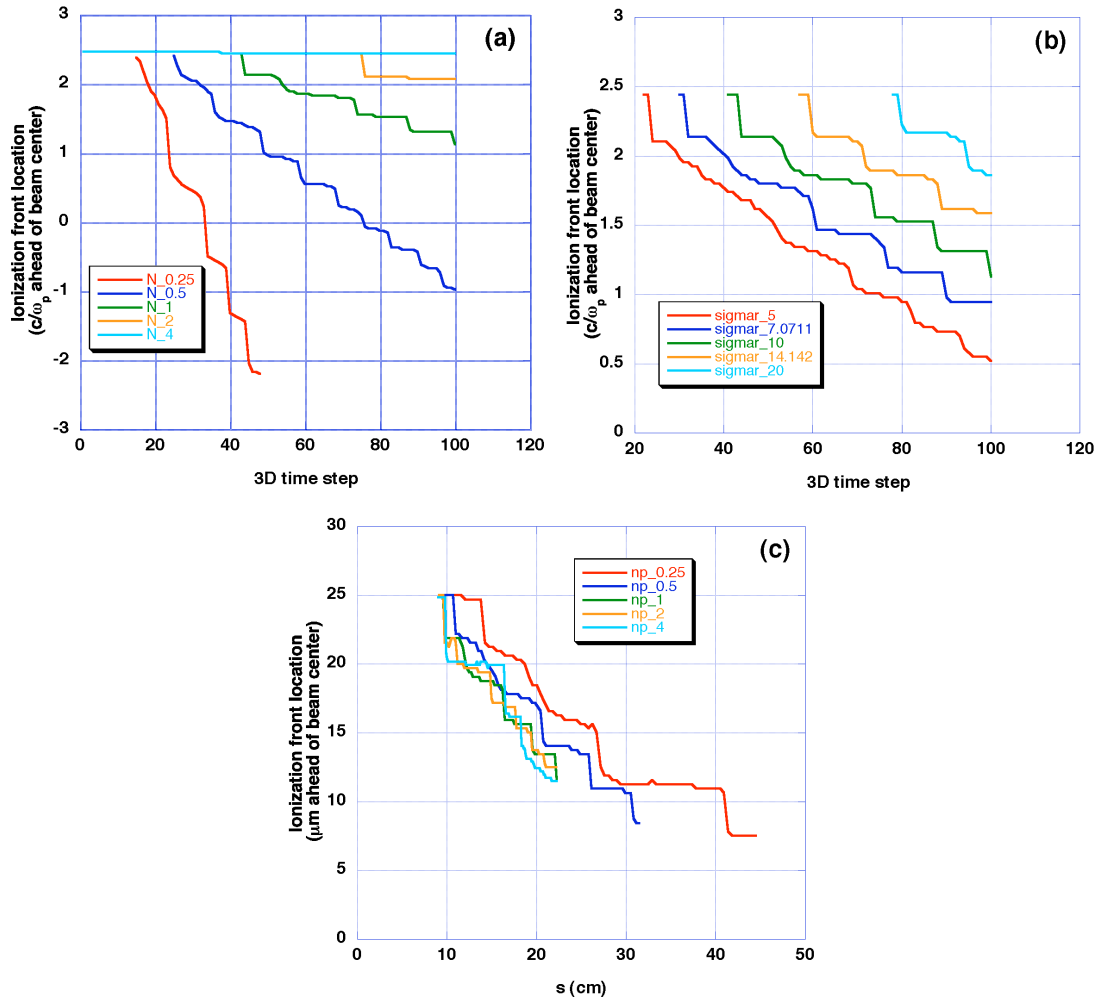 (a)
3
2
1
0
-1
-2
-3
Ionization front location
(c/ωp ahead of beam center)
N_0.25
N_0.5
N_1
N_2
N_4
0
20
40
60
80
100
120
3D time step
(b)
3
2.5
2
1.5
1
0.5
0
Ionization front location
(c/ωp ahead of beam center)
sigmar_5
sigmar_7.0711
sigmar_10
sigmar_14.142
sigmar_20
20
40
60
80
100
120
3D time step
(c)
30
25
20
15
10
5
0
Ionization front location
(μm ahead of beam center)
np_0.25
np_0.5
np_1
np_2
np_4
0
10
20
30
40
50
s (cm)